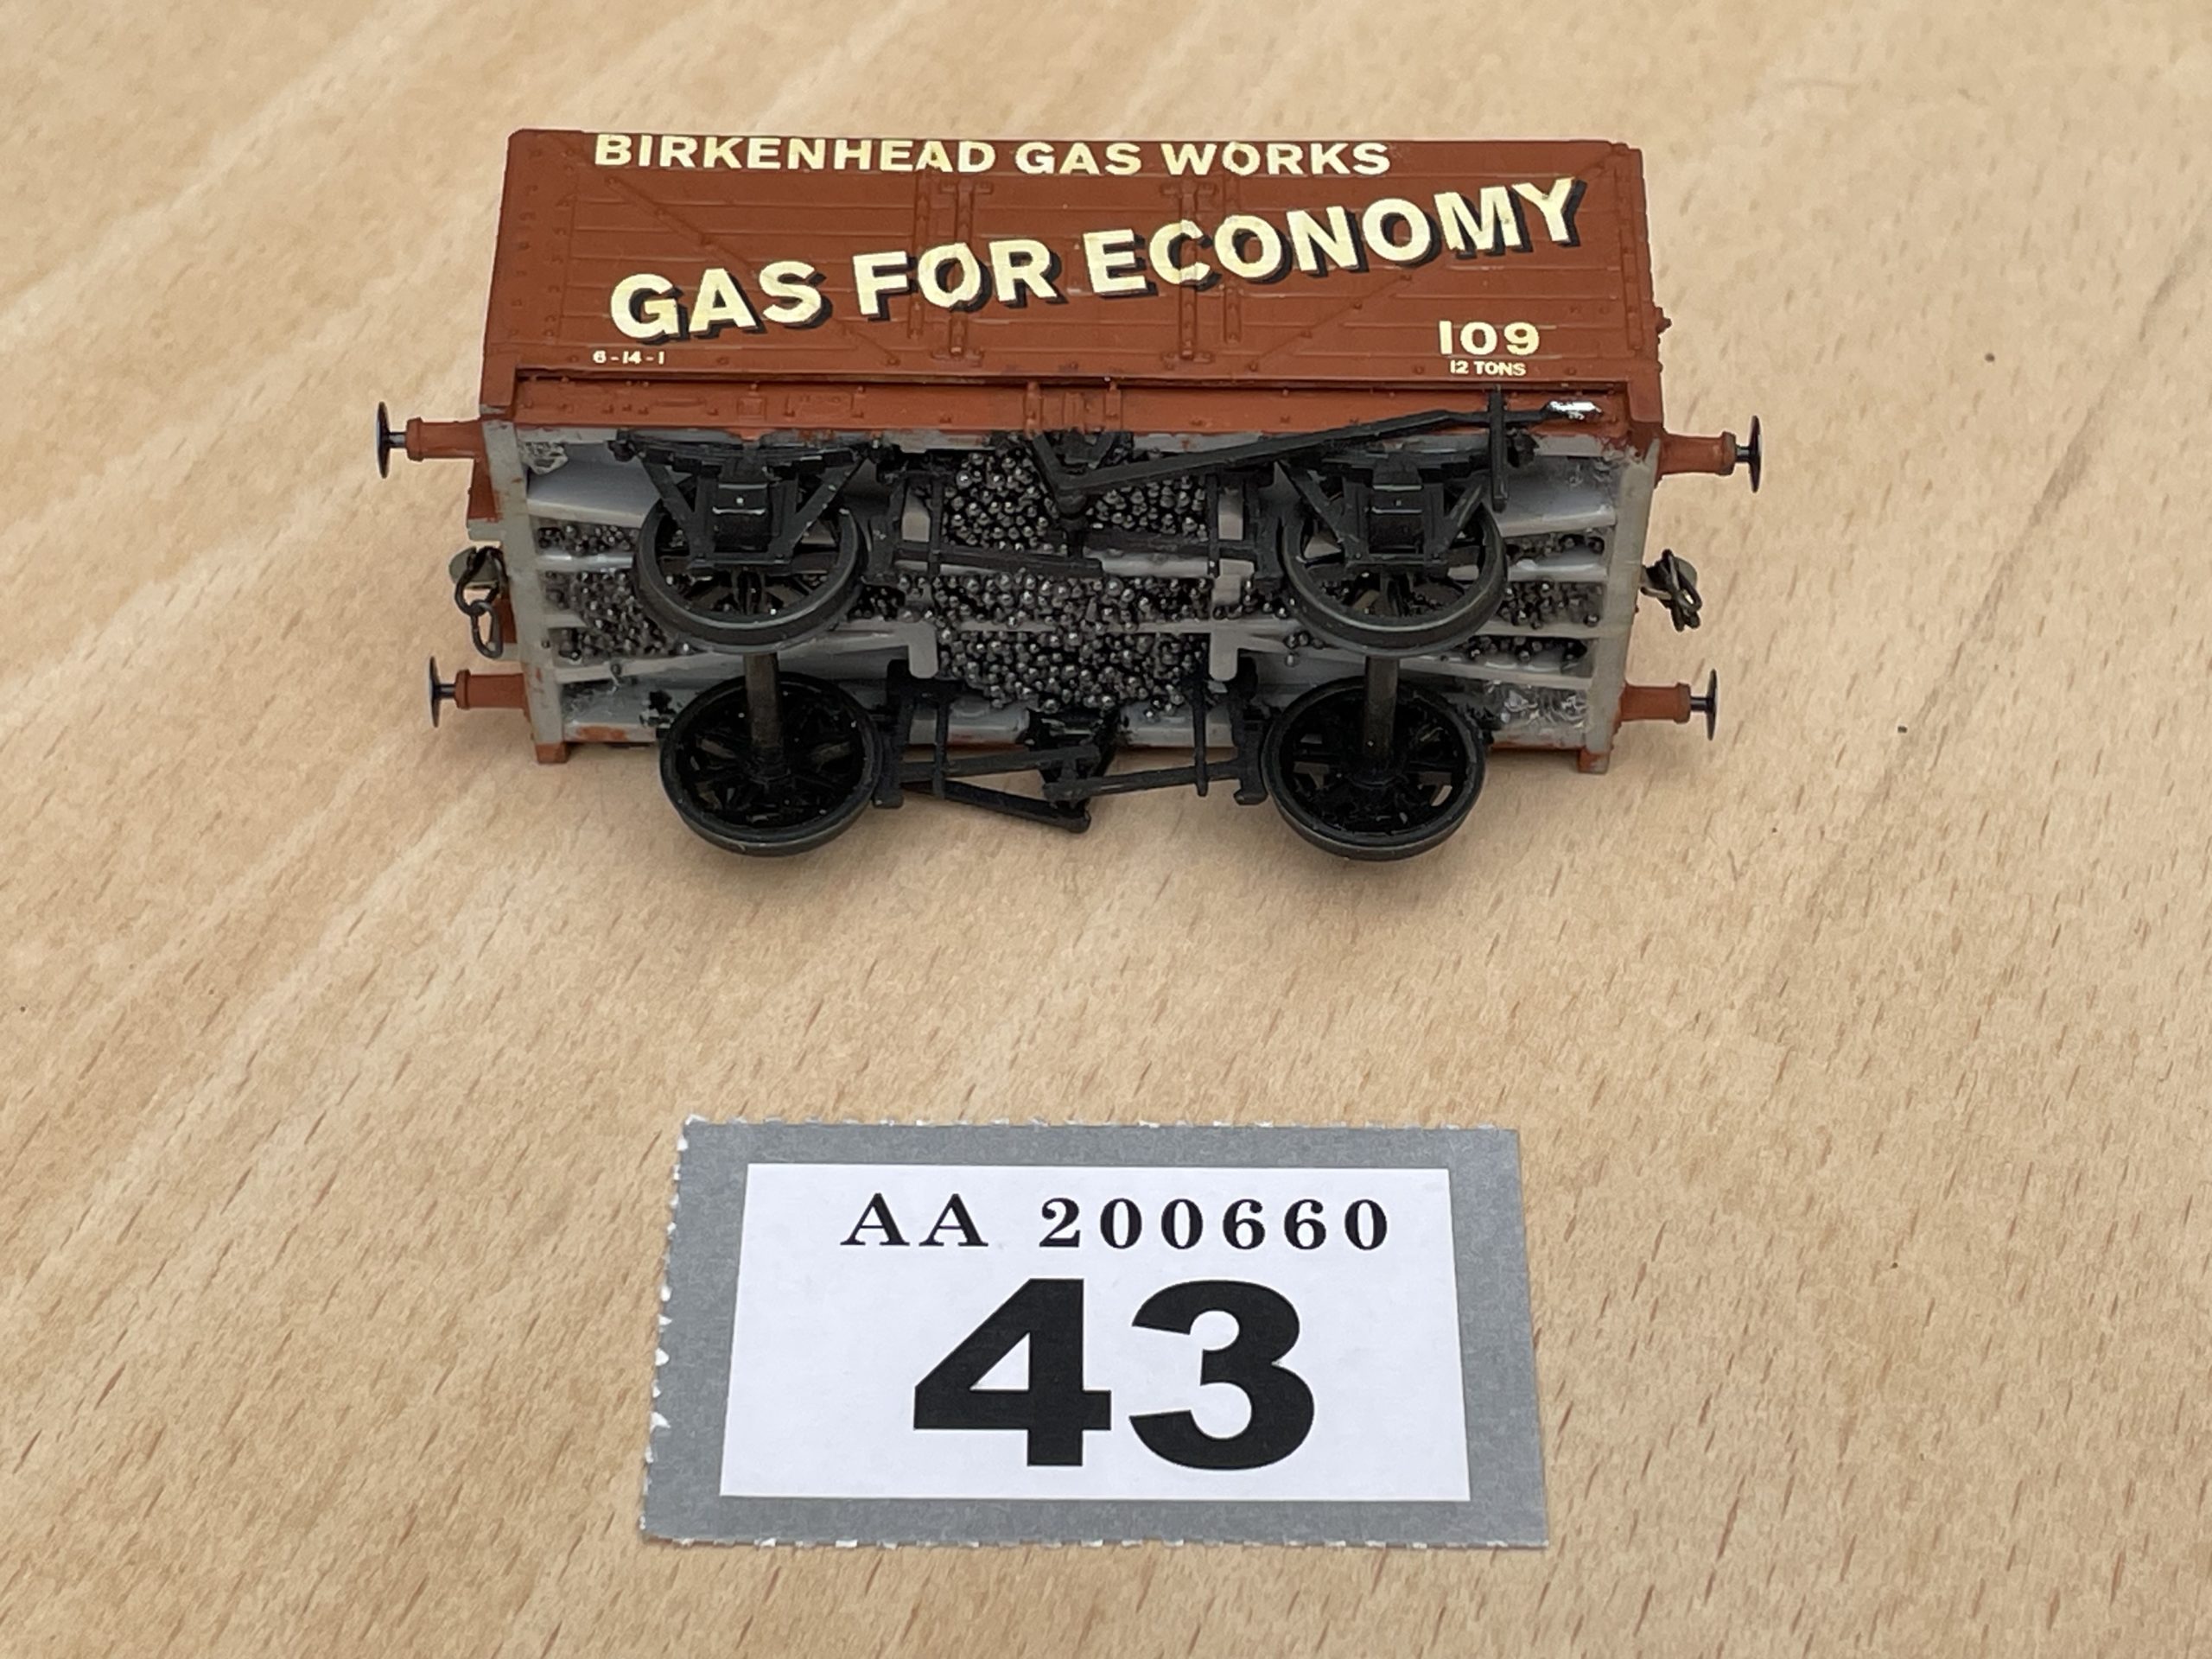 BIRKENHEAD GAS WORKS
GAS FOR ECONOMY
6-14-1
109
12 TONS
AA 200660
43